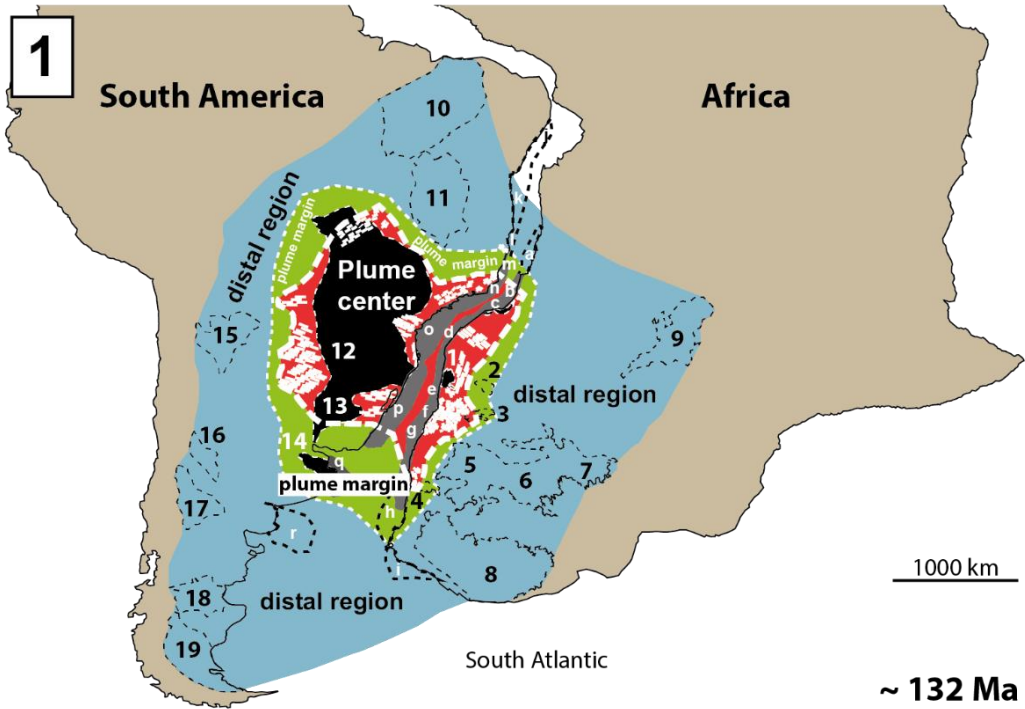 1
South America
Africa
10
11
distal region
plume margin
plume margin
Plume center
k
l
a
m
n
b
c
o
d
15
12
1
9
2
distal region
e
3
13
p
f
g
14
16
5
6
7
q
plume margin
4
17
h
r
i
8
1000 km
18
distal region
19
South Atlantic
~ 132 Ma